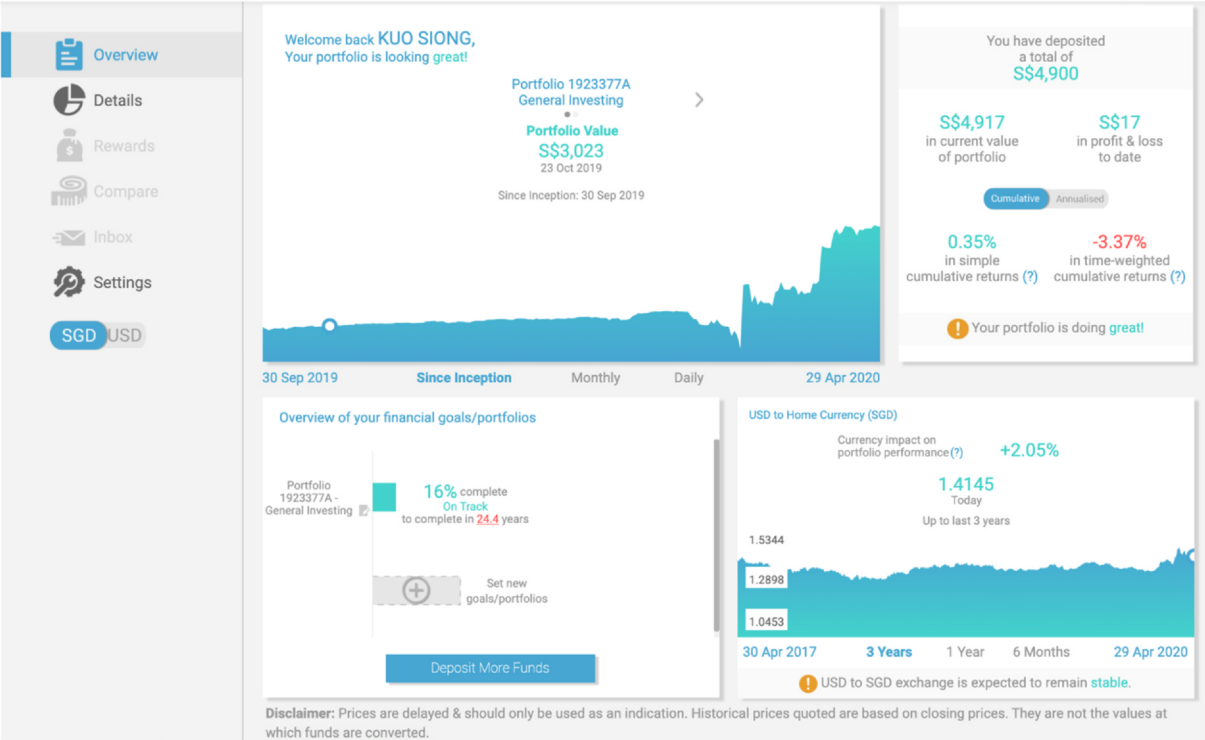 Overview
Details
Rewards
Compare
Inbox
Settings
SGD USD
Welcome back KUO SIONG,
Your portfolio is looking great!
Portfolio 1923377A
General Investing
Portfolio Value
S$3,023
23 Oct 2019
Since Inception: 30 Sep 2019
30 Sep 2019 Since Inception Monthly Daily 29 Apr 2020
You have deposited
a total of
S$4,900
S$4,917 S$17
in current value in profit & loss
of portfolio to date
Cumulative Annualised
0.35% -3.37%
in simple in time-weighted
cumulative returns (?) cumulative returns (?)
Your portfolio is doing great!
Overview of your financial goals/portfolios
Portfolio
1923377A -
General Investing
16% complete
On Track
to complete in 24.4 years
Set new
goals/portfolios
Deposit More Funds
USD to Home Currency (SGD)
Currency impact on
portfolio performance(?) +2.05%
1.4145
Today
Up to last 3 years
1.5344
1.2898
1.0453
30 Apr 2017 3 Years 1 Year 6 Months 29 Apr 2020
USD to SGD exchange is expected to remain stable.
Disclaimer: Prices are delayed & should only be used as an indication. Historical prices quoted are based on closing prices. They are not the values at
which funds are converted.